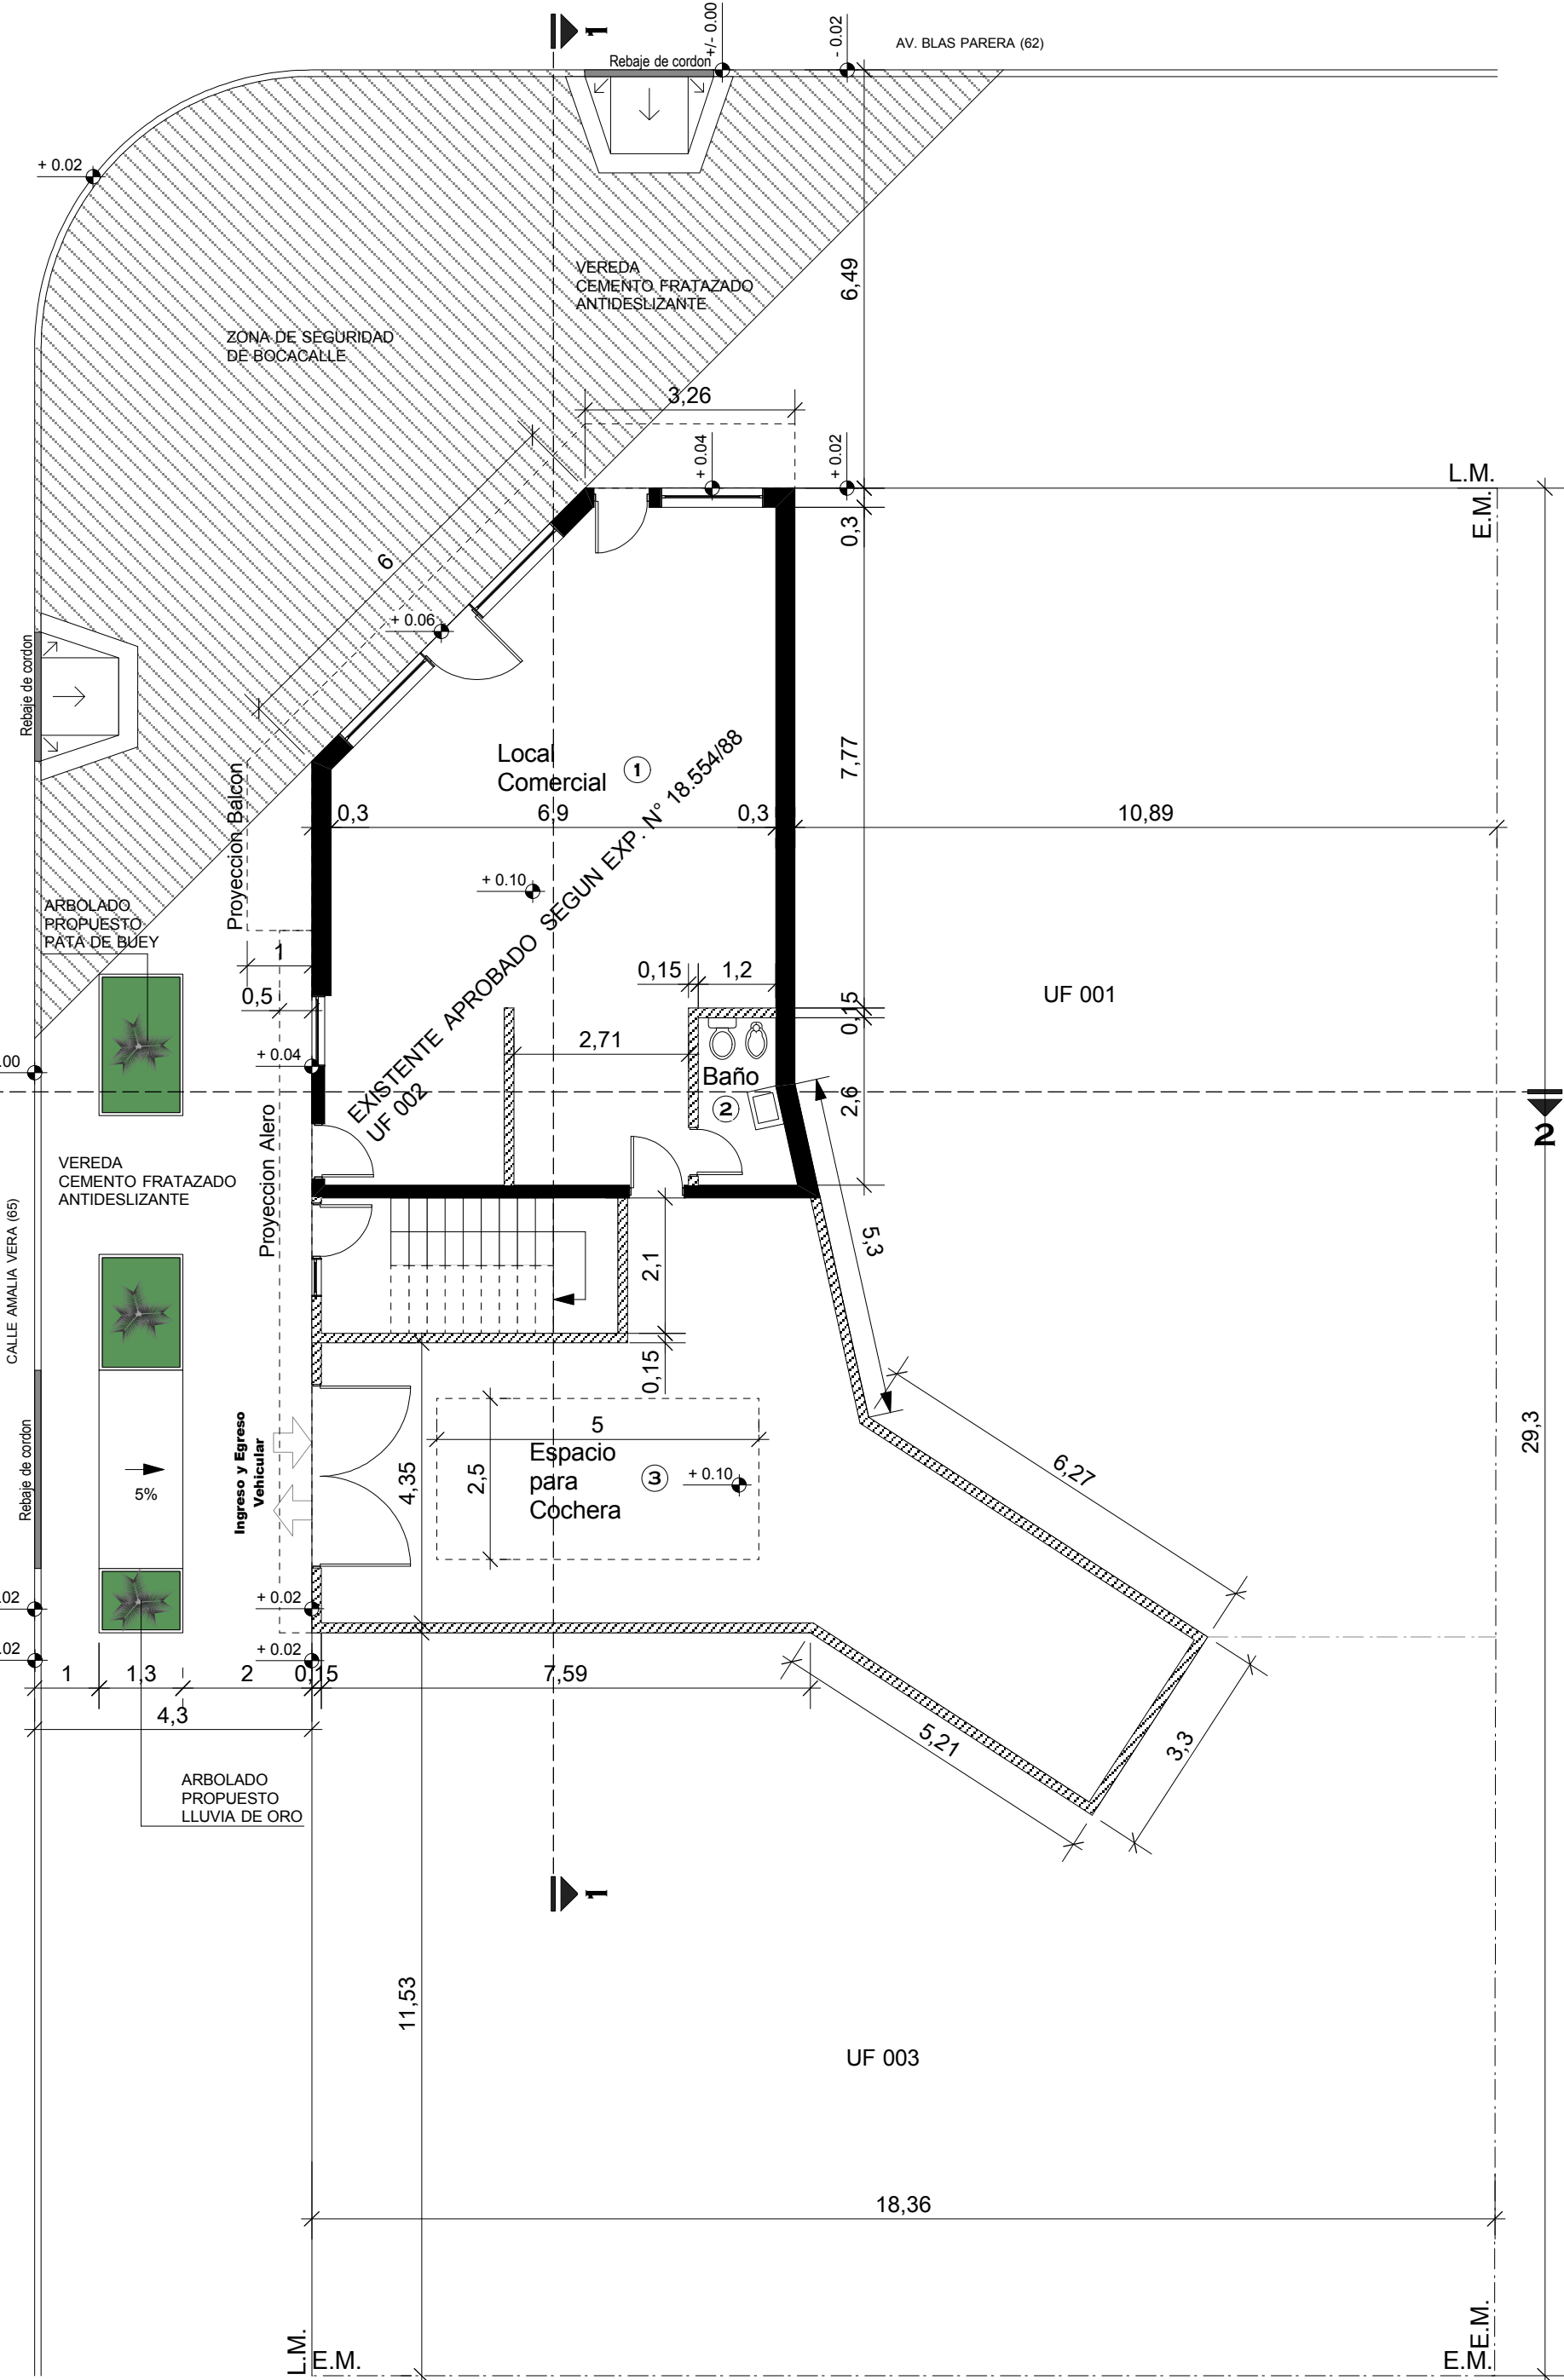 1
AV. BLAS PARERA (62)
Rebaje de cordon
+/- 0.00
- 0.02
+ 0.02
6,49
VEREDA
CEMENTO FRATAZADO
ANTIDESLIZANTE
ZONA DE SEGURIDAD
DE BOCACALLE
3,26
+ 0.04
+ 0.02
L.M.
E.M.
0,3
6
+ 0.06
Rebaje de cordon
Local
Comercial
1
7,77
Proyeccion Balcon
0,3
6,9
0,3
10,89
+ 0.10
EXISTENTE APROBADO SEGUN EXP. N° 18.554/88
UF 002
ARBOLADO
PROPUESTO
PATA DE BUEY
1
0,5
0,15
1,2
UF 001
0,15
2,71
+ 0.04
.00
Baño
2
2,6
2
Proyeccion Alero
VEREDA
CEMENTO FRATAZADO
ANTIDESLIZANTE
CALLE AMALIA VERA (65)
5,3
2,1
0,15
29,3
Rebaje de cordon
5%
Ingreso y Egreso
Vehicular
5
2,5
4,35
Espacio
para
Cochera
3
+ 0.10
6,27
.02
+ 0.02
.02
+ 0.02
1
1,3
2
0,15
7,59
4,3
5,21
3,3
ARBOLADO
PROPUESTO
LLUVIA DE ORO
1
11,53
UF 003
18,36
L.M.
E.M.
E.M.
E.M.